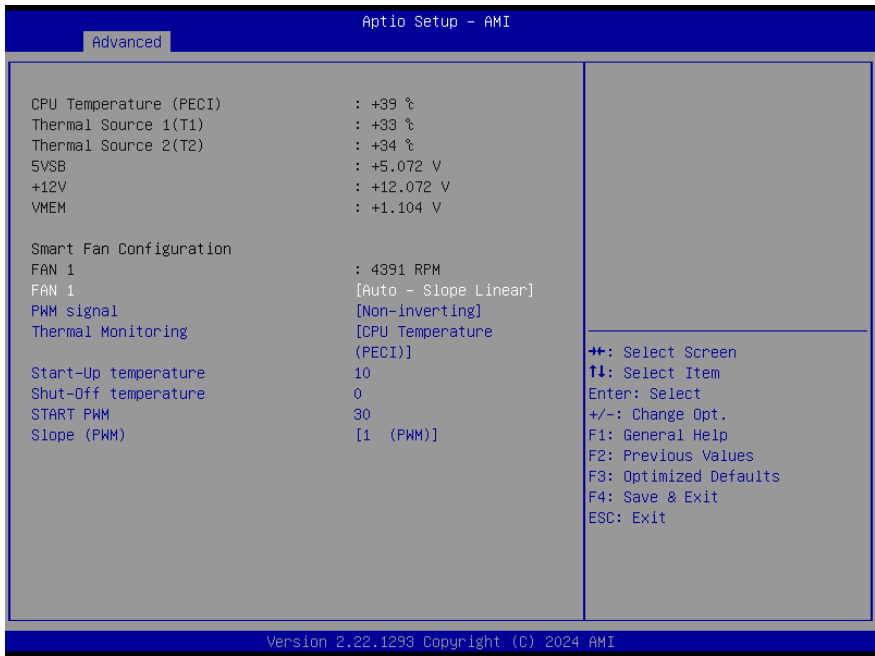 Aptio Setup – AMI
Advanced
CPU Temperature (PECI) : +39 ℃
Thermal Source 1(T1) : +33 ℃
Thermal Source 2(T2) : +34 ℃
5VSB : +5.072 V
+12V : +12.072 V
VMEM : +1.104 V
Smart Fan Configuration
FAN 1 : 4391 RPM
FAN 1 [Auto – Slope Linear]
PWM signal [Non-inverting]
Thermal Monitoring [CPU Temperature
(PECI)]
Start-Up temperature 10
Shut-Off temperature 0
START PWM 30
Slope (PWM) [1 (PWM)]
→←: Select Screen
↑↓: Select Item
Enter: Select
+/-: Change Opt.
F1: General Help
F2: Previous Values
F3: Optimized Defaults
F4: Save & Exit
ESC: Exit
Version 2.22.1293 Copyright (C) 2024 AMI